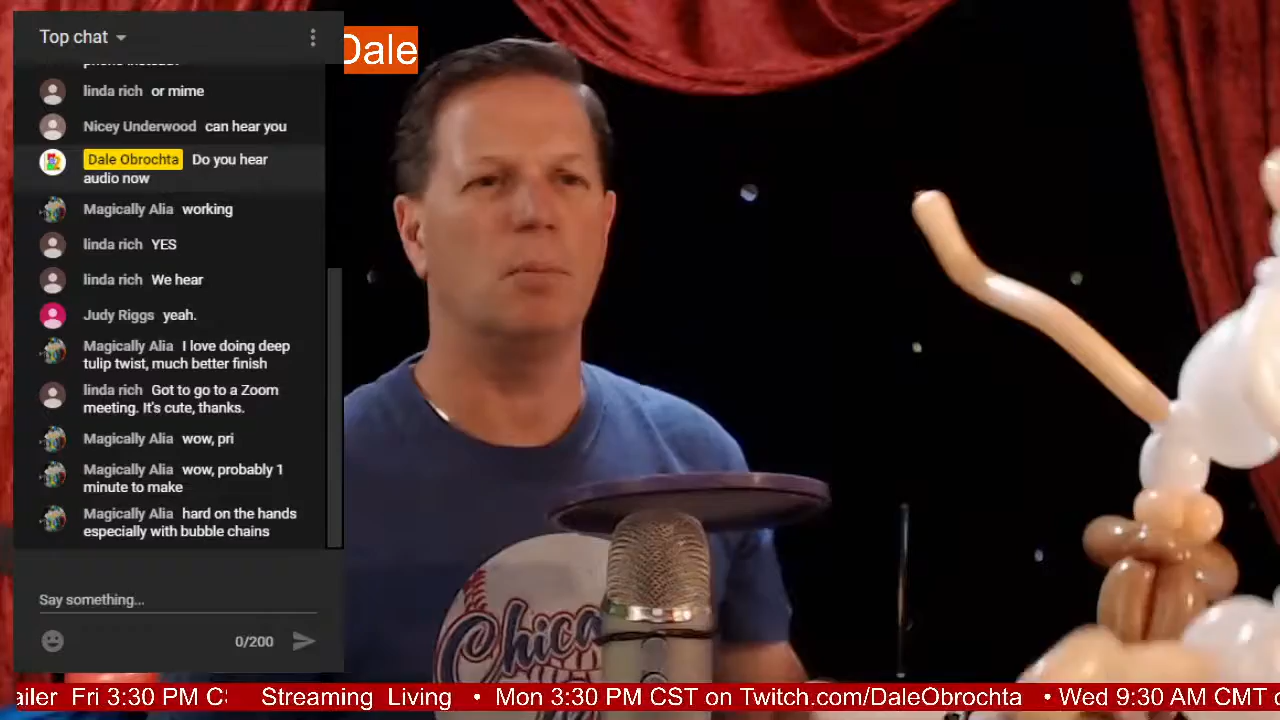 Top chat
Dale
linda rich or mime
Nicey Underwood can hear you
Dale Obrochta Do you hear
audio now
Magically Alia working
linda rich YES
linda rich We hear
Judy Riggs yeah.
Magically Alia I love doing deep
tulip twist, much better finish
linda rich Got to go to a Zoom
meeting. It's cute, thanks.
Magically Alia wow, pri
Magically Alia wow, probably 1
minute to make
Magically Alia hard on the hands
especially with bubble chains
Say something...
0/200
Chica
ailer Fri 3:30 PM C Streaming Living • Mon 3:30 PM CST on Twitch.com/DaleObrochta • Wed 9:30 AM CMT